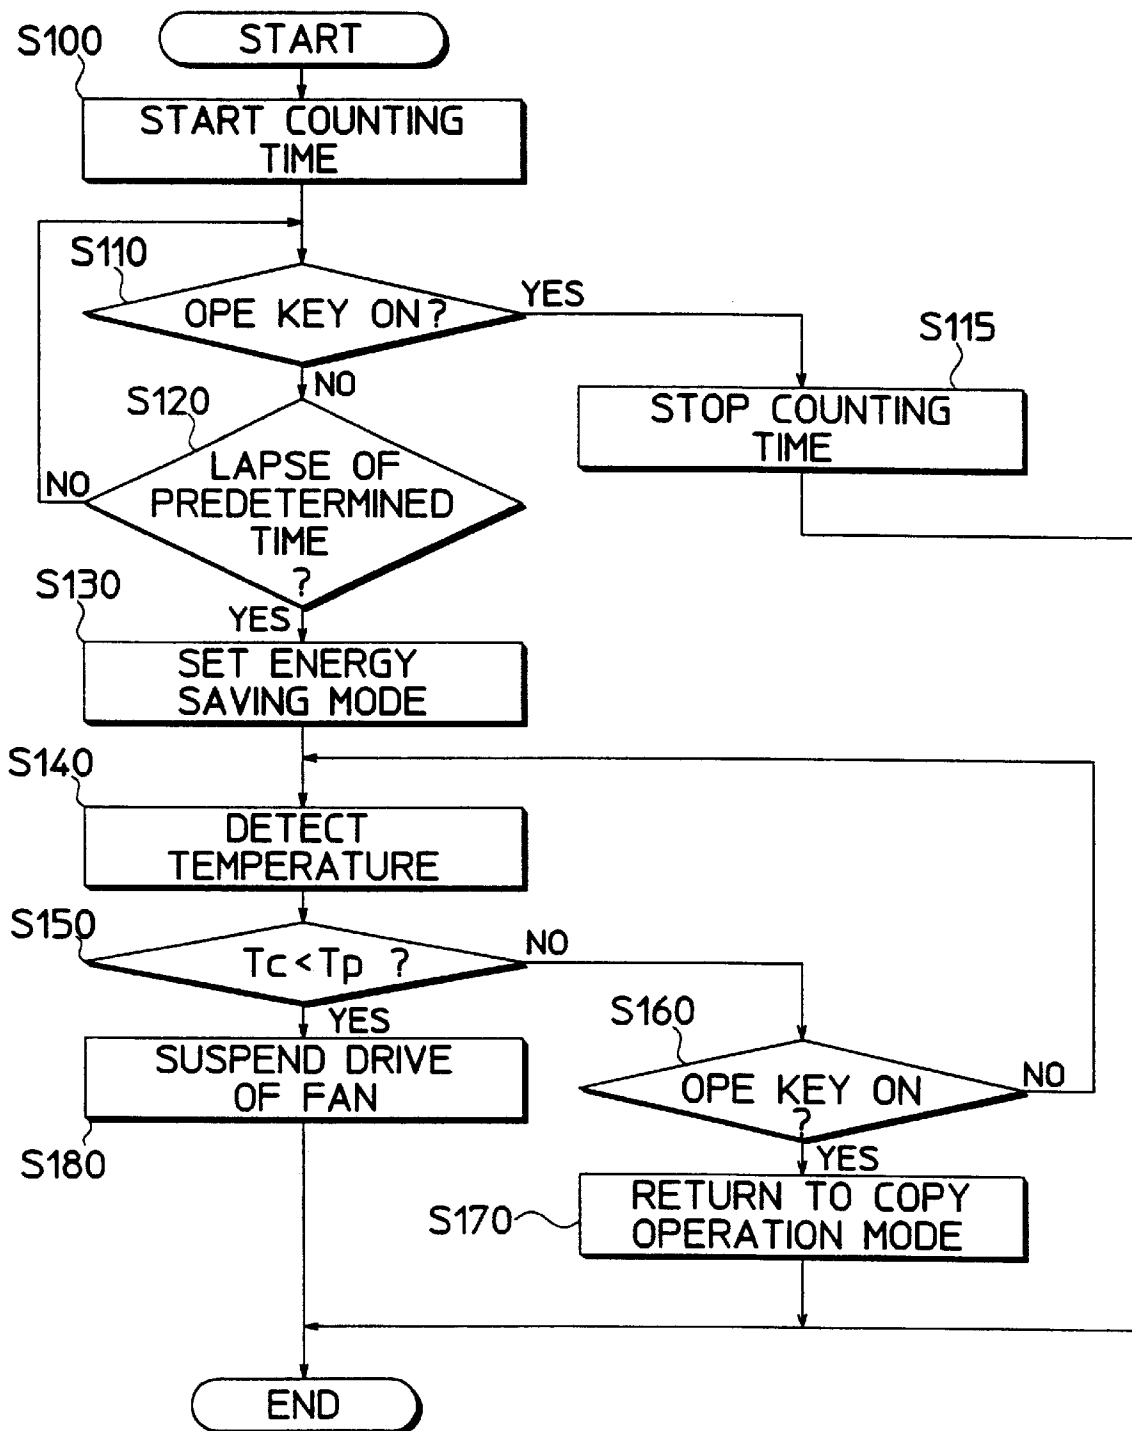 START
S100
START COUNTING
TIME
S110
OPE KEY ON?
YES
NO
S115
STOP COUNTING
TIME
S120
LAPSE OF
PREDETERMINED
TIME
?
NO
YES
S130
SET ENERGY
SAVING MODE
S140
DETECT
TEMPERATURE
S150
Tc<Tp ?
NO
YES
S160
OPE KEY ON
?
NO
YES
SUSPEND DRIVE
OF FAN
S180
S170
RETURN TO COPY
OPERATION MODE
END